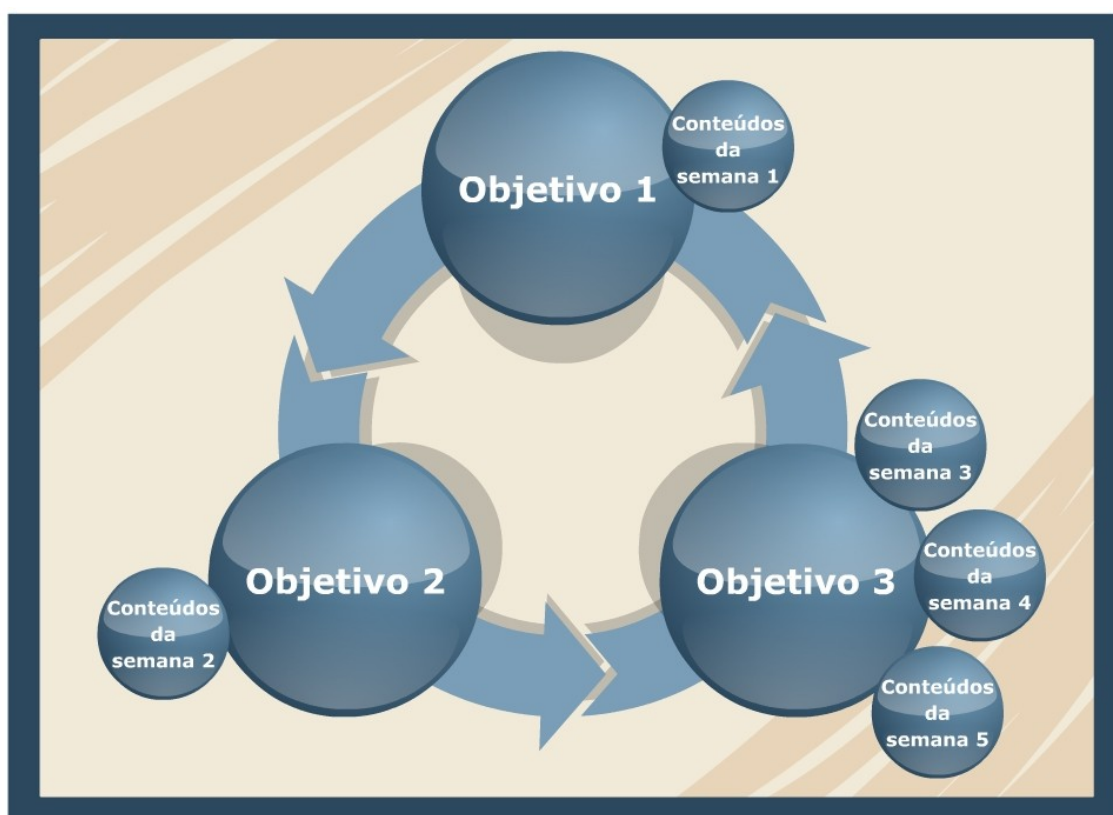 Objetivo 1
Conteúdos
da
semana 1
Objetivo 2
Conteúdos
da
semana 2
Objetivo 3
Conteúdos
da
semana 3
Conteúdos
da
semana 4
Conteúdos
da
semana 5